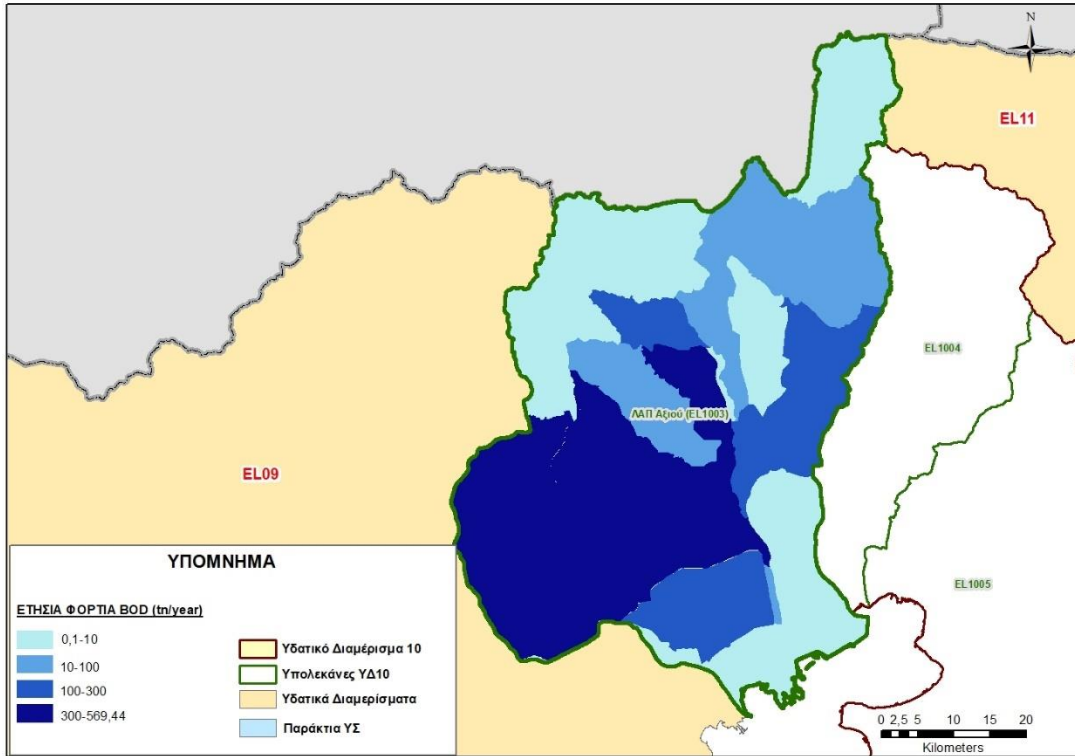 N
EL11
EL1004
ΛΑΠ Αξιού (EL1003)
EL09
EL1005
ΥΠΟΜΝΗΜΑ
ΕΤΗΣΙΑ ΦΟΡΤΙΑ BOD (tn/year)
0,1-10
10-100
100-300
300-569,44
Υδατικό Διαμέρισμα 10
Υπολεκάνες ΥΔ10
Υδατικά Διαμερίσματα
Παράκτια ΥΣ
0 2,5 5 10 15 20
Kilometers